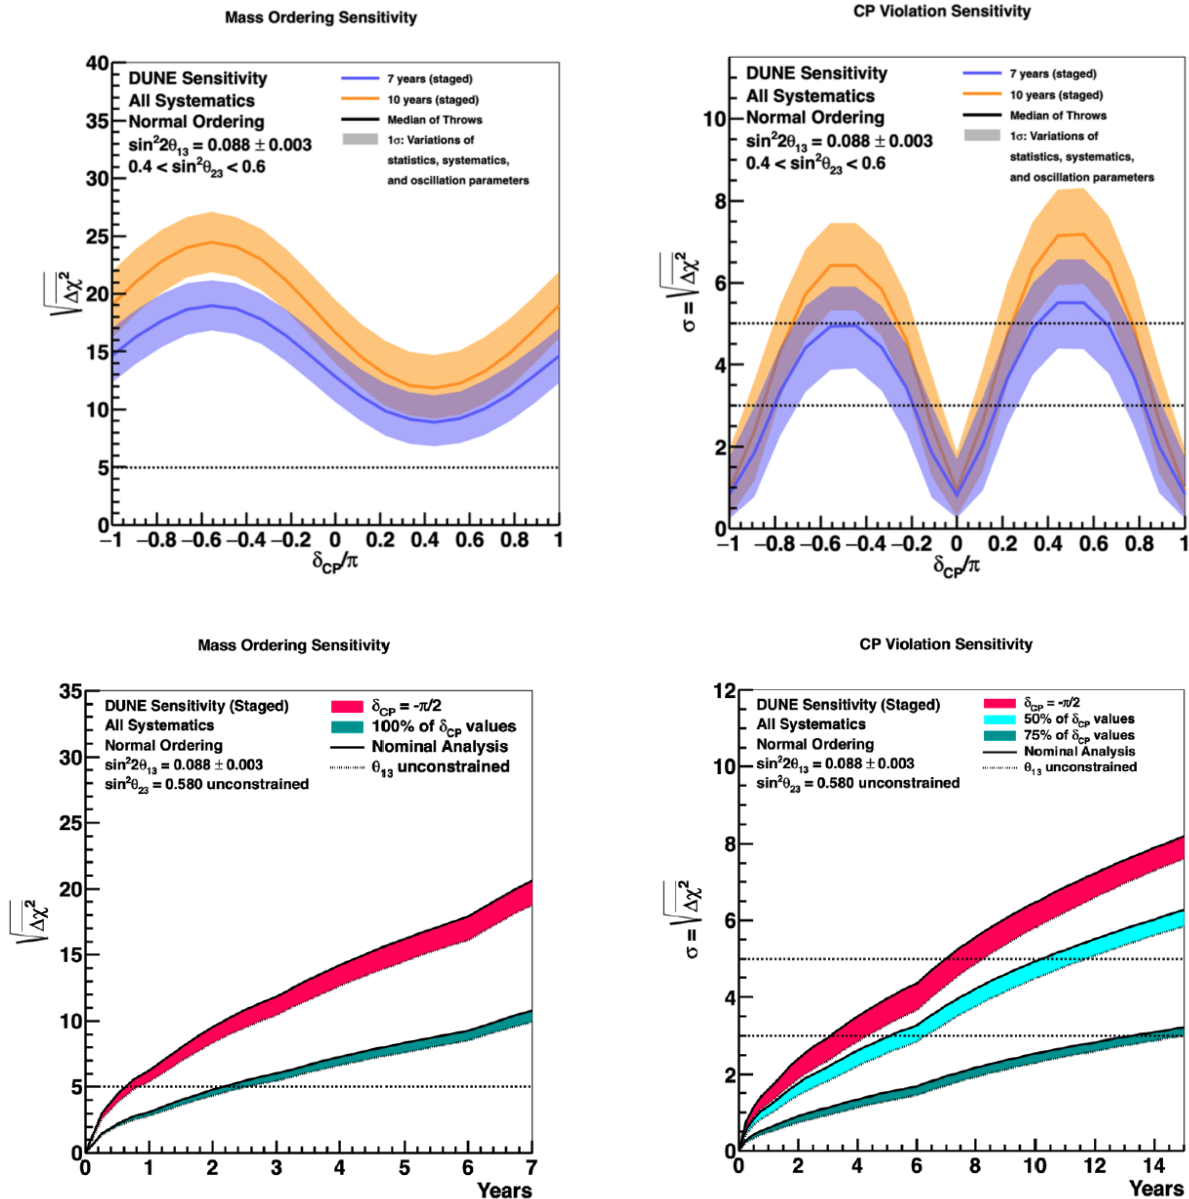 Mass Ordering Sensitivity
DUNE Sensitivity
All Systematics
Normal Ordering
sin²2θ₁₃ = 0.088 ± 0.003
0.4 < sin²θ₂₃ < 0.6
7 years (staged)
10 years (staged)
Median of Throws
1σ: Variations of
statistics, systematics,
and oscillation parameters
√Δχ²
40
35
30
25
20
15
10
5
0
−1 −0.8 −0.6 −0.4 −0.2 0 0.2 0.4 0.6 0.8 1
δCP/π
CP Violation Sensitivity
DUNE Sensitivity
All Systematics
Normal Ordering
sin²2θ₁₃ = 0.088 ± 0.003
0.4 < sin²θ₂₃ < 0.6
7 years (staged)
10 years (staged)
Median of Throws
1σ: Variations of
statistics, systematics,
and oscillation parameters
σ = √Δχ²
10
8
6
4
2
0
−1 −0.8 −0.6 −0.4 −0.2 0 0.2 0.4 0.6 0.8 1
δCP/π
Mass Ordering Sensitivity
DUNE Sensitivity (Staged)
All Systematics
Normal Ordering
sin²2θ₁₃ = 0.088 ± 0.003
sin²θ₂₃ = 0.580 unconstrained
δCP = -π/2
100% of δCP values
Nominal Analysis
θ₁₃ unconstrained
√Δχ²
35
30
25
20
15
10
5
0
0 1 2 3 4 5 6 7
Years
CP Violation Sensitivity
DUNE Sensitivity (Staged)
All Systematics
Normal Ordering
sin²2θ₁₃ = 0.088 ± 0.003
sin²θ₂₃ = 0.580 unconstrained
δCP = -π/2
50% of δCP values
75% of δCP values
Nominal Analysis
θ₁₃ unconstrained
σ = √Δχ²
12
10
8
6
4
2
0
0 2 4 6 8 10 12 14
Years